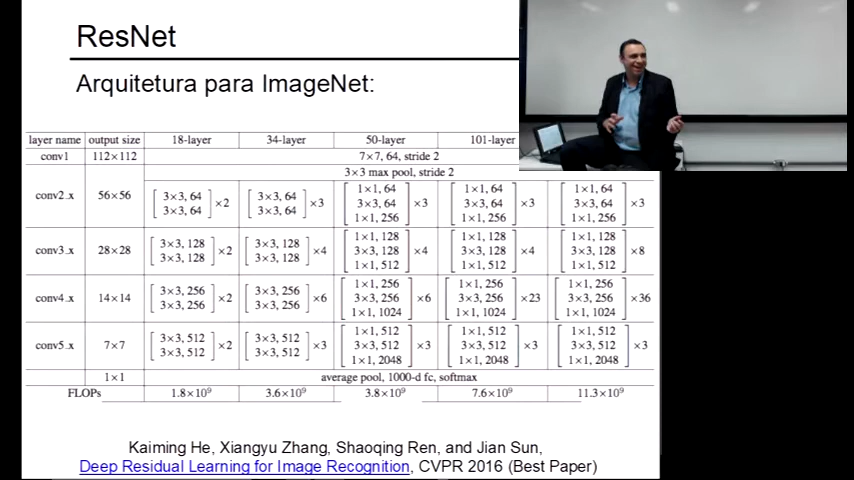 ResNet
Arquitetura para ImageNet:
layer name output size 18-layer 34-layer 50-layer 101-layer
conv1 112×112 7×7, 64, stride 2
3×3 max pool, stride 2
conv2_x 56×56 [3×3, 64 3×3, 64]×2 [3×3, 64 3×3, 64]×3 [1×1, 64 3×3, 64 1×1, 256]×3 [1×1, 64 3×3, 64 1×1, 256]×3 [1×1, 64 3×3, 64 1×1, 256]×3
conv3_x 28×28 [3×3, 128 3×3, 128]×2 [3×3, 128 3×3, 128]×4 [1×1, 128 3×3, 128 1×1, 512]×4 [1×1, 128 3×3, 128 1×1, 512]×4 [1×1, 128 3×3, 128 1×1, 512]×8
conv4_x 14×14 [3×3, 256 3×3, 256]×2 [3×3, 256 3×3, 256]×6 [1×1, 256 3×3, 256 1×1, 1024]×6 [1×1, 256 3×3, 256 1×1, 1024]×23 [1×1, 256 3×3, 256 1×1, 1024]×36
conv5_x 7×7 [3×3, 512 3×3, 512]×2 [3×3, 512 3×3, 512]×3 [1×1, 512 3×3, 512 1×1, 2048]×3 [1×1, 512 3×3, 512 1×1, 2048]×3 [1×1, 512 3×3, 512 1×1, 2048]×3
1×1 average pool, 1000-d fc, softmax
FLOPs 1.8×10⁹ 3.6×10⁹ 3.8×10⁹ 7.6×10⁹ 11.3×10⁹
Kaiming He, Xiangyu Zhang, Shaoqing Ren, and Jian Sun,
Deep Residual Learning for Image Recognition, CVPR 2016 (Best Paper)